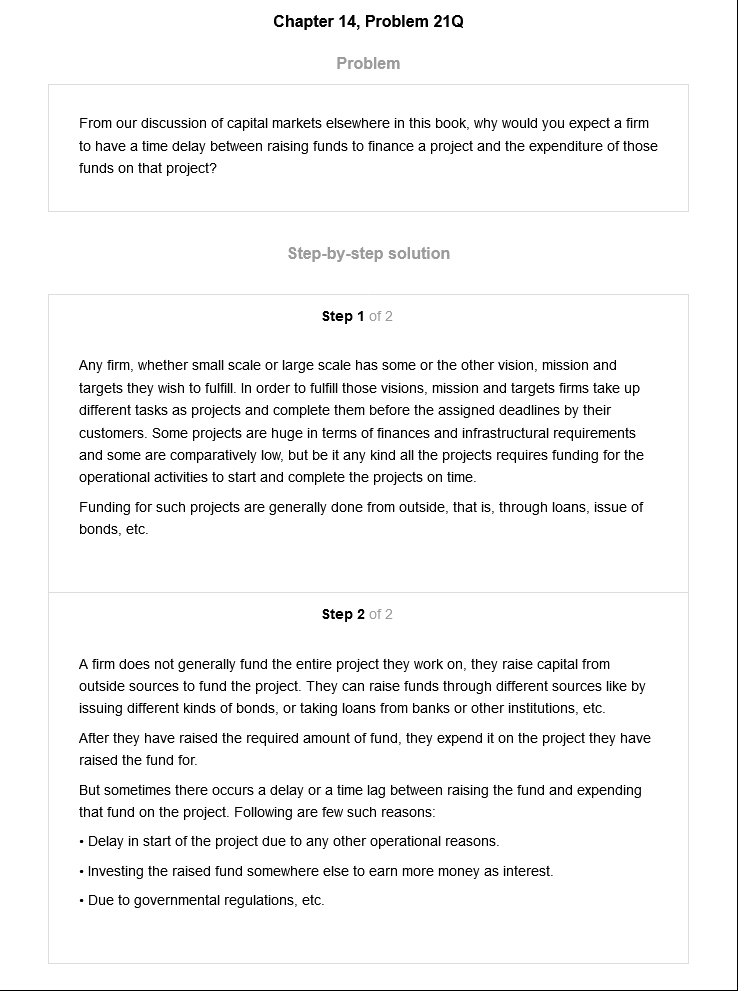 Chapter 14, Problem 21Q
Problem
From our discussion of capital markets elsewhere in this book, why would you expect a firm
to have a time delay between raising funds to finance a project and the expenditure of those
funds on that project?
Step-by-step solution
Step 1 of 2
Any firm, whether small scale or large scale has some or the other vision, mission and
targets they wish to fulfill. In order to fulfill those visions, mission and targets firms take up
different tasks as projects and complete them before the assigned deadlines by their
customers. Some projects are huge in terms of finances and infrastructural requirements
and some are comparatively low, but be it any kind all the projects requires funding for the
operational activities to start and complete the projects on time.
Funding for such projects are generally done from outside, that is, through loans, issue of
bonds, etc.
Step 2 of 2
A firm does not generally fund the entire project they work on, they raise capital from
outside sources to fund the project. They can raise funds through different sources like by
issuing different kinds of bonds, or taking loans from banks or other institutions, etc.
After they have raised the required amount of fund, they expend it on the project they have
raised the fund for.
But sometimes there occurs a delay or a time lag between raising the fund and expending
that fund on the project. Following are few such reasons:
• Delay in start of the project due to any other operational reasons.
• Investing the raised fund somewhere else to earn more money as interest.
• Due to governmental regulations, etc.